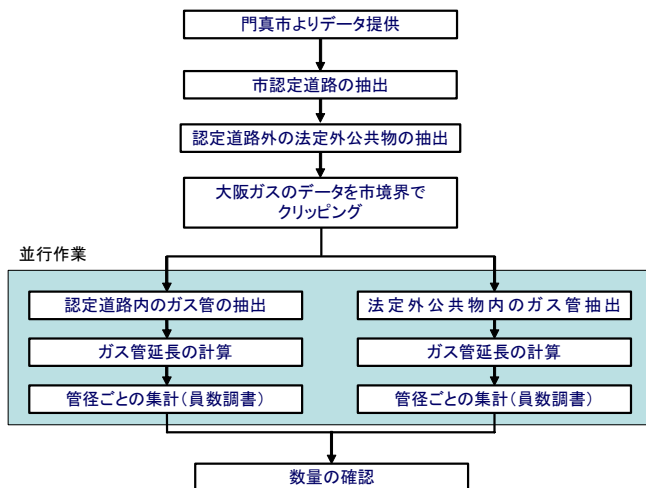 門真市よりデータ提供
市認定道路の抽出
認定道路外の法定外公共物の抽出
大阪ガスのデータを市境界で
クリッピング
並行作業
認定道路内のガス管の抽出
ガス管延長の計算
管径ごとの集計(員数調書)
法定外公共物内のガス管抽出
ガス管延長の計算
管径ごとの集計(員数調書)
数量の確認